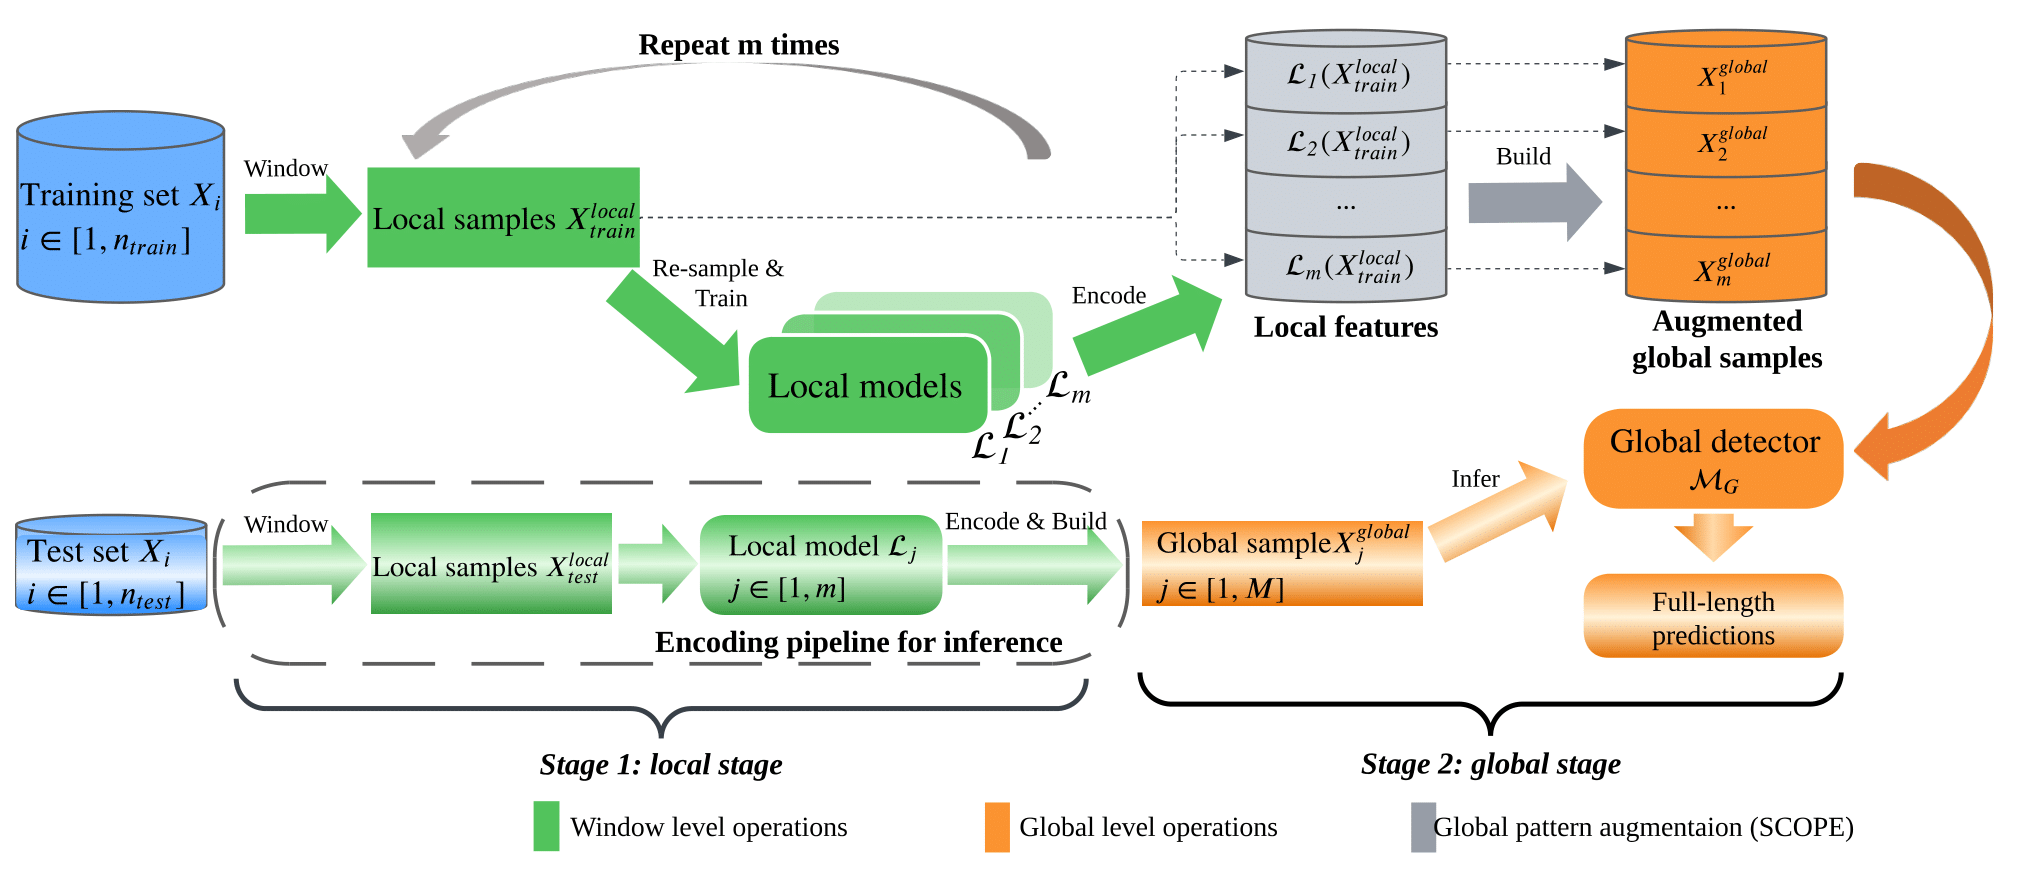 Repeat m times
Training set Xᵢ
i ∈ [1, n_train]
Window
Local samples X_train^local
Re-sample &
Train
Local models
ℒ_1
ℒ_2
...
ℒ_m
Encode
ℒ_1(X_train^local)
ℒ_2(X_train^local)
...
ℒ_m(X_train^local)
Local features
Build
X_1^global
X_2^global
...
X_m^global
Augmented
global samples
Test set Xᵢ
i ∈ [1, n_test]
Window
Local samples X_test^local
Local model ℒ_j
j ∈ [1, m]
Encode & Build
Encoding pipeline for inference
Global sample X_j^global
j ∈ [1, M]
Infer
Global detector
ℳ_G
Full-length
predictions
Stage 1: local stage
Stage 2: global stage
Window level operations
Global level operations
Global pattern augmentaion (SCOPE)